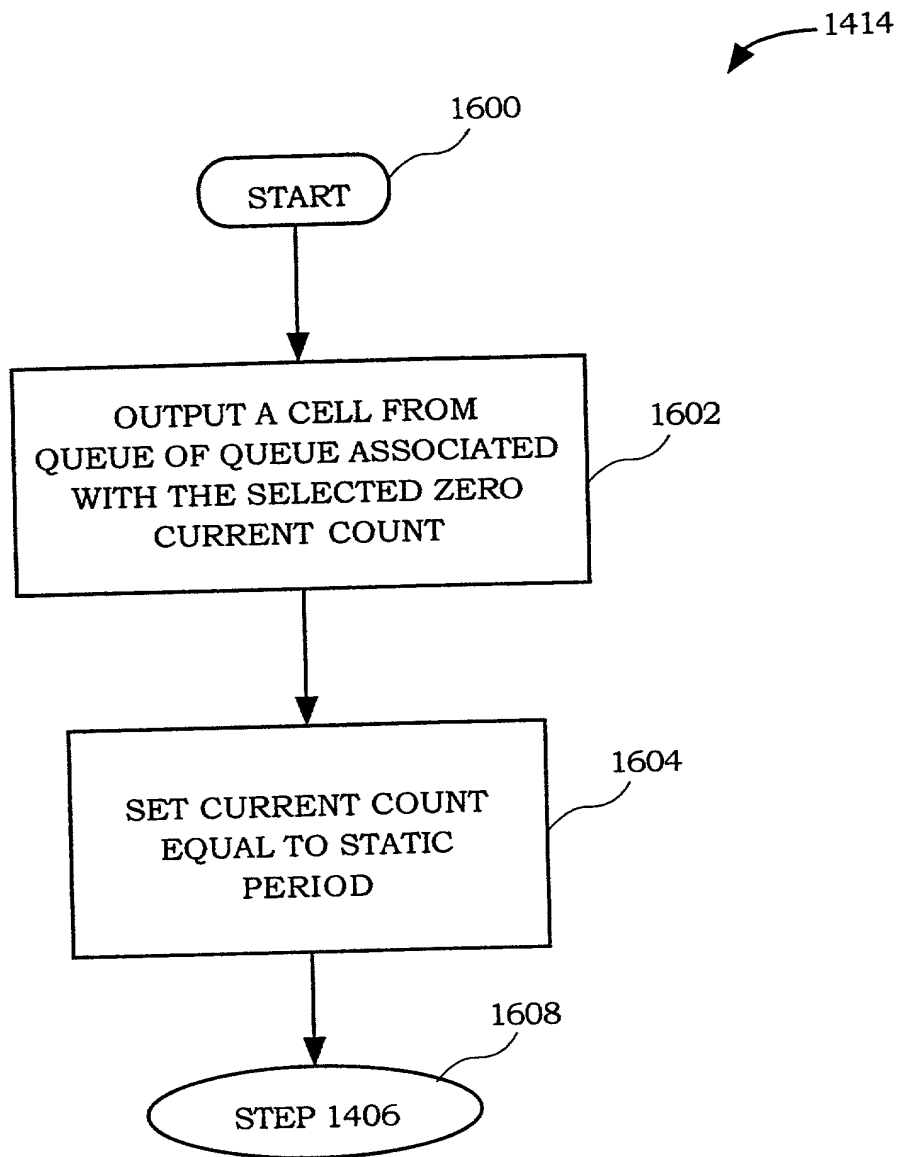 1414
1600
START
OUTPUT A CELL FROM
QUEUE OF QUEUE ASSOCIATED
WITH THE SELECTED ZERO
CURRENT COUNT
1602
SET CURRENT COUNT
EQUAL TO STATIC
PERIOD
1604
1608
STEP 1406